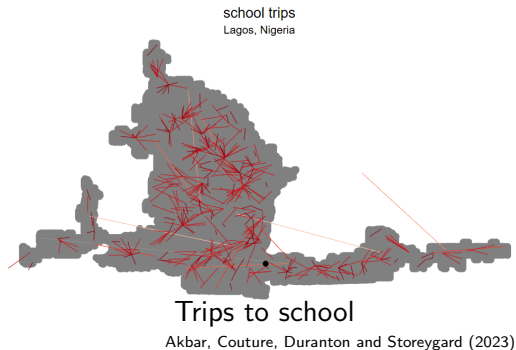 school trips
Lagos, Nigeria
Trips to school
Akbar, Couture, Duranton and Storeygard (2023)